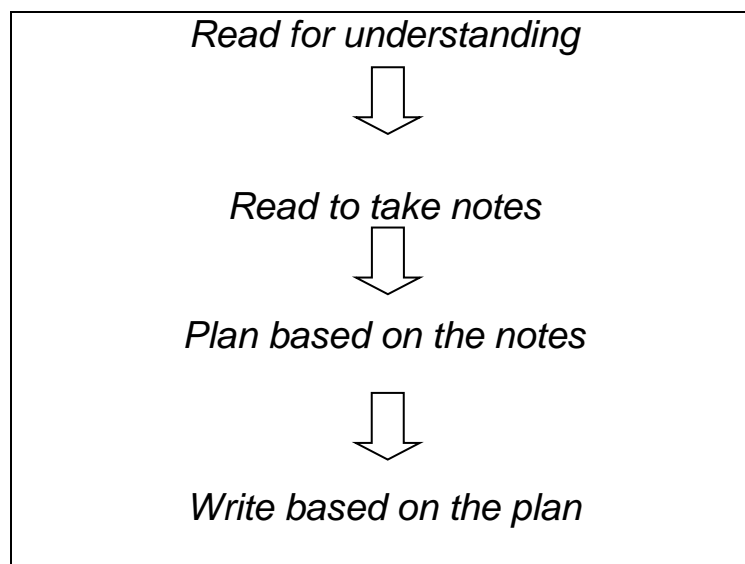 Read for understanding
Read to take notes
Plan based on the notes
Write based on the plan